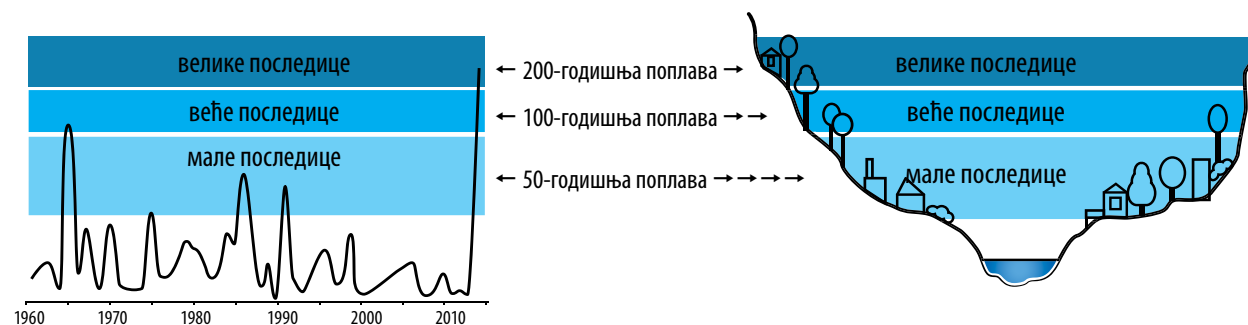 велике последице
веће последице
мале последице
1960 1970 1980 1990 2000 2010
← 200-годишња поплава →
← 100-годишња поплава → →
← 50-годишња поплава → → → →
велике последице
веће последице
мале последице